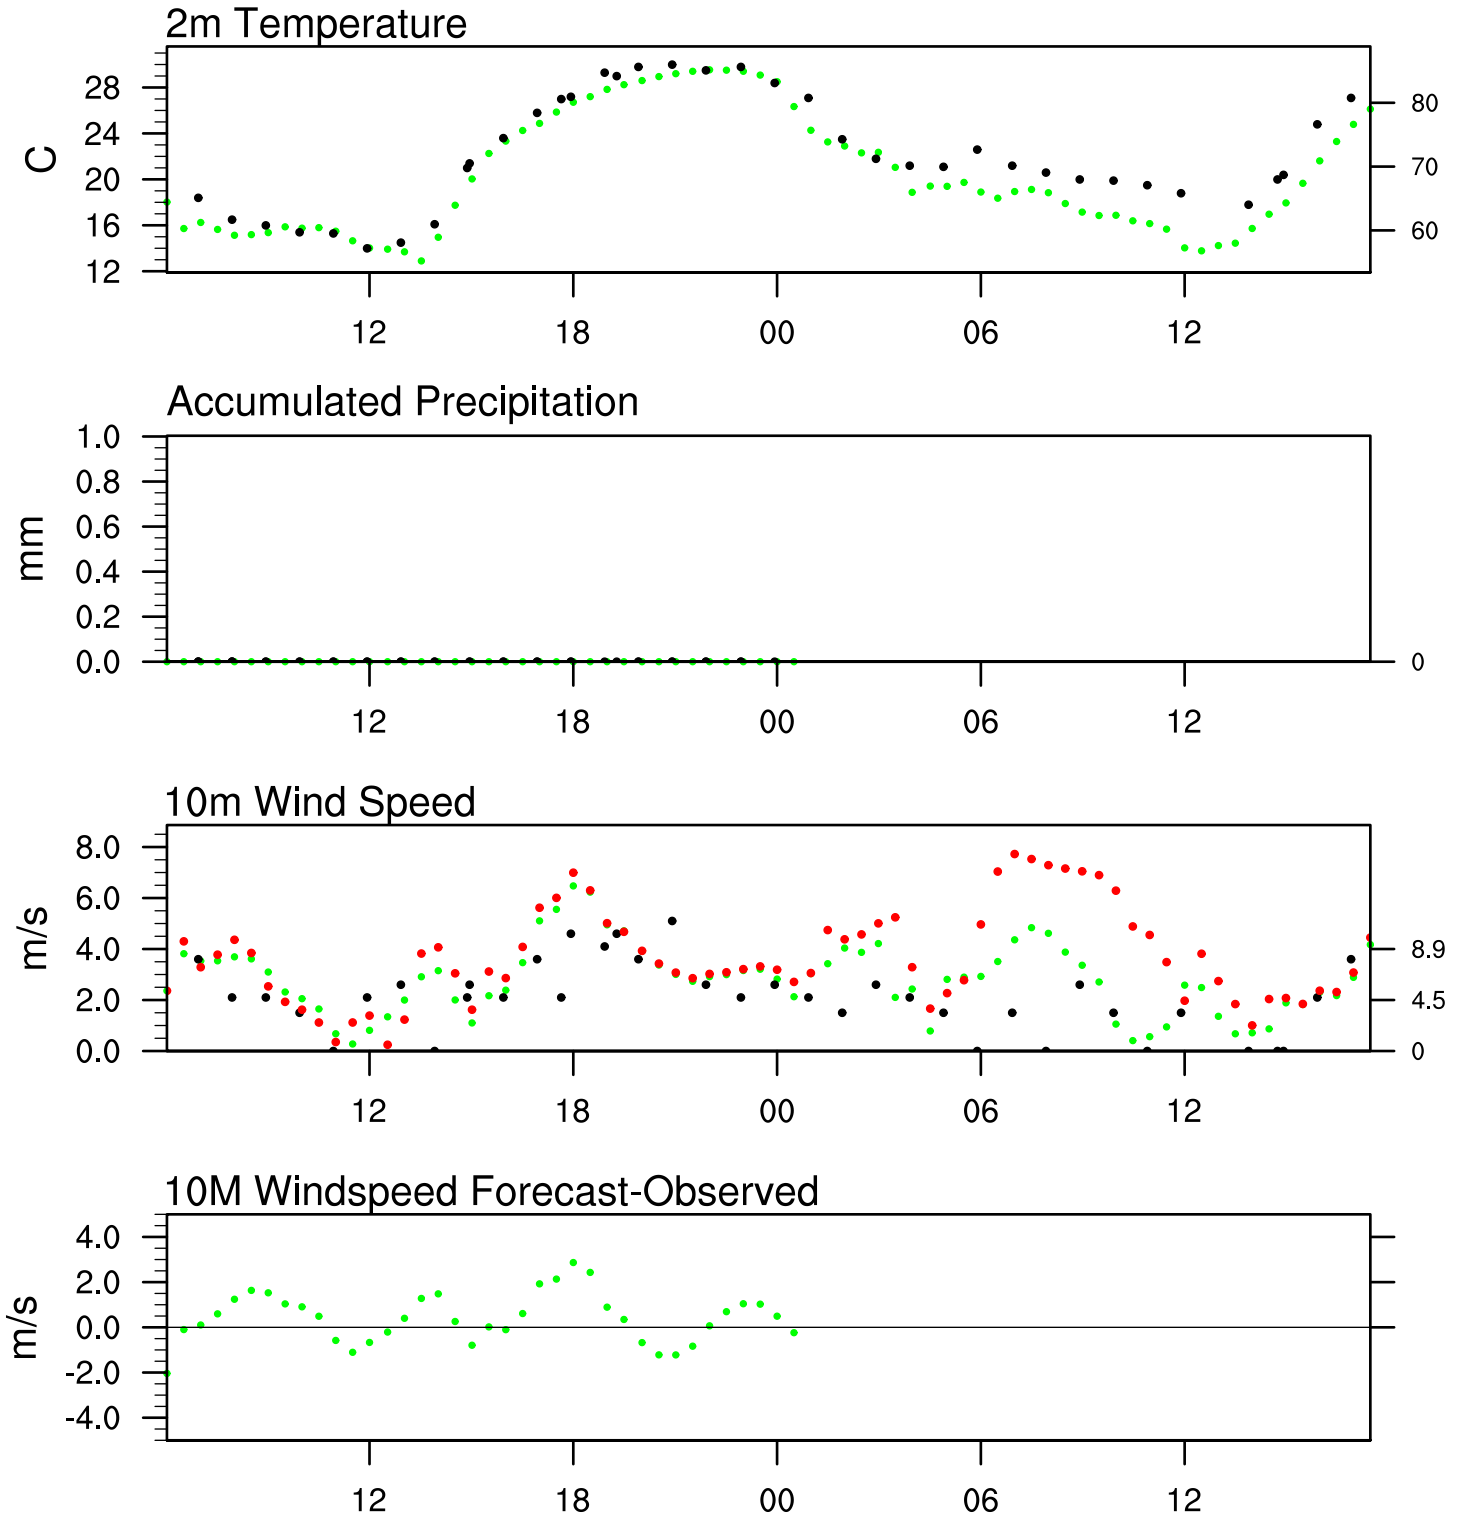 2m Temperature
28
24
20
16
12
C
80
70
60
12 18 00 06 12
Accumulated Precipitation
1.0
0.8
0.6
0.4
0.2
0.0
mm
0
12 18 00 06 12
10m Wind Speed
8.0
6.0
4.0
2.0
0.0
m/s
8.9
4.5
0
12 18 00 06 12
10M Windspeed Forecast-Observed
4.0
2.0
0.0
-2.0
-4.0
m/s
12 18 00 06 12